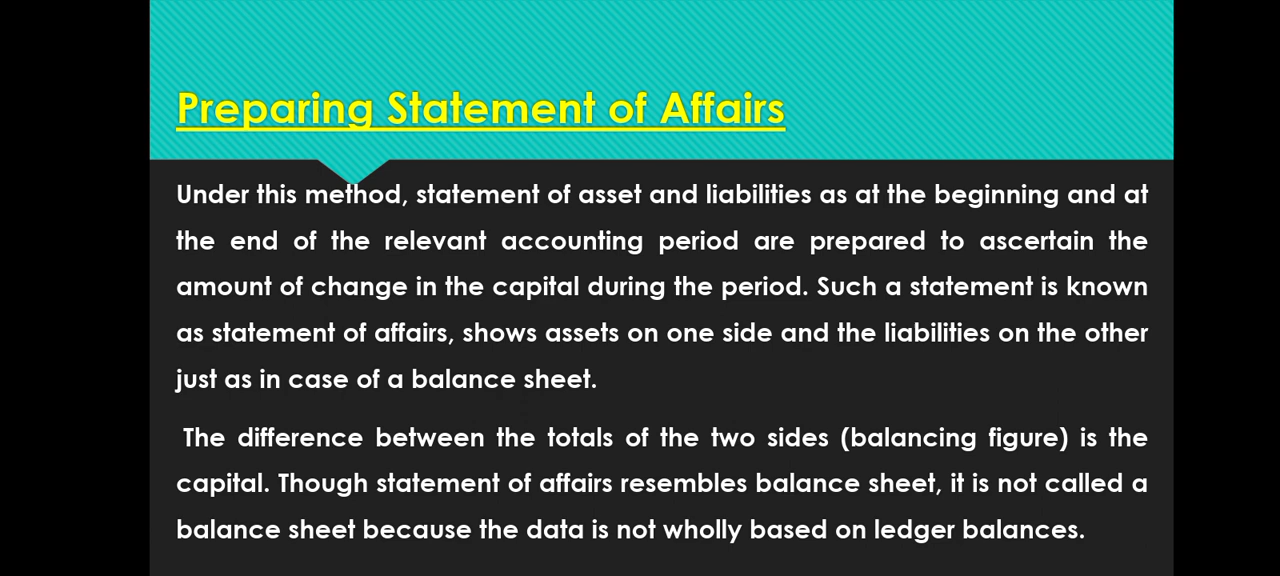 Preparing Statement of Affairs
Under this method, statement of asset and liabilities as at the beginning and at
the end of the relevant accounting period are prepared to ascertain the
amount of change in the capital during the period. Such a statement is known
as statement of affairs, shows assets on one side and the liabilities on the other
just as in case of a balance sheet.
The difference between the totals of the two sides (balancing figure) is the
capital. Though statement of affairs resembles balance sheet, it is not called a
balance sheet because the data is not wholly based on ledger balances.